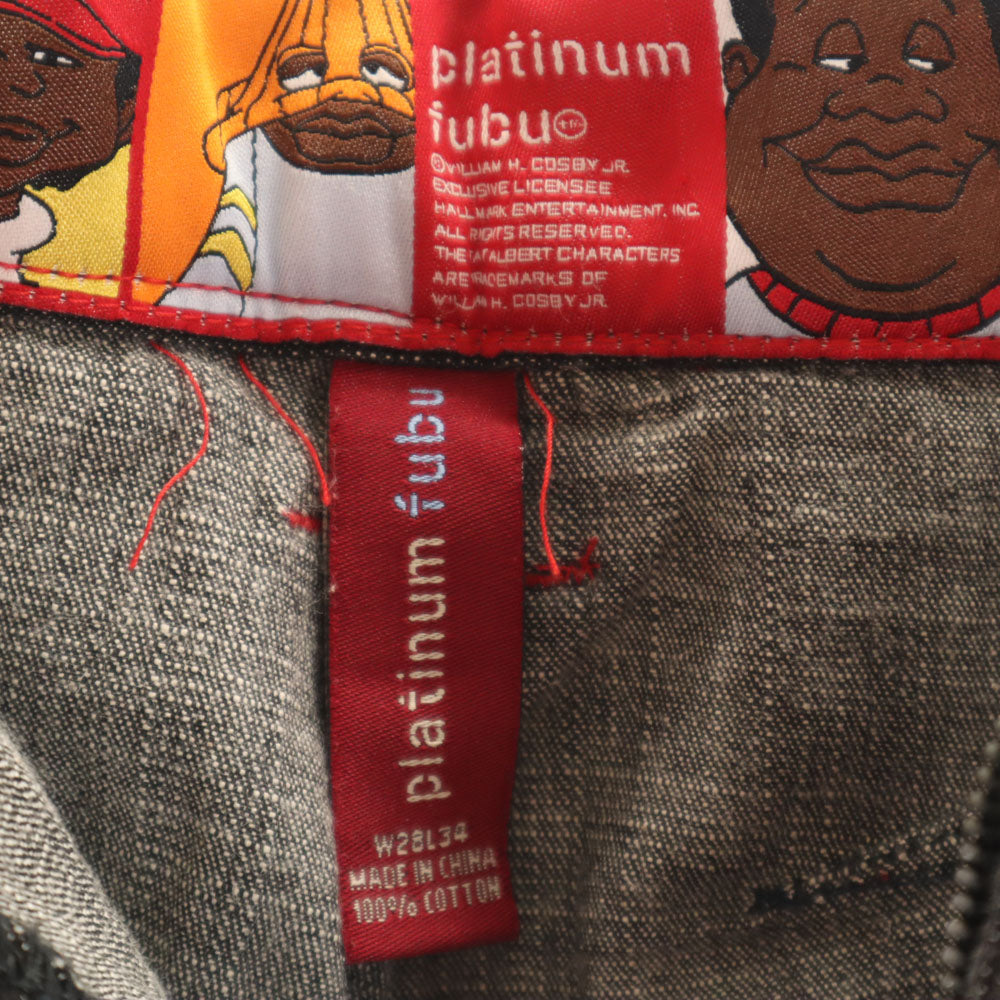 platinum
fubu™
©WILLIAM H. COSBY JR.
EXCLUSIVE LICENSEE
HALLMARK ENTERTAINMENT, INC.
ALL RIGHTS RESERVED.
THE FAT ALBERT CHARACTERS
ARE TRADEMARKS OF
WILLIAM H. COSBY JR.
platinum fubu
W28L34
MADE IN CHINA
100% COTTON